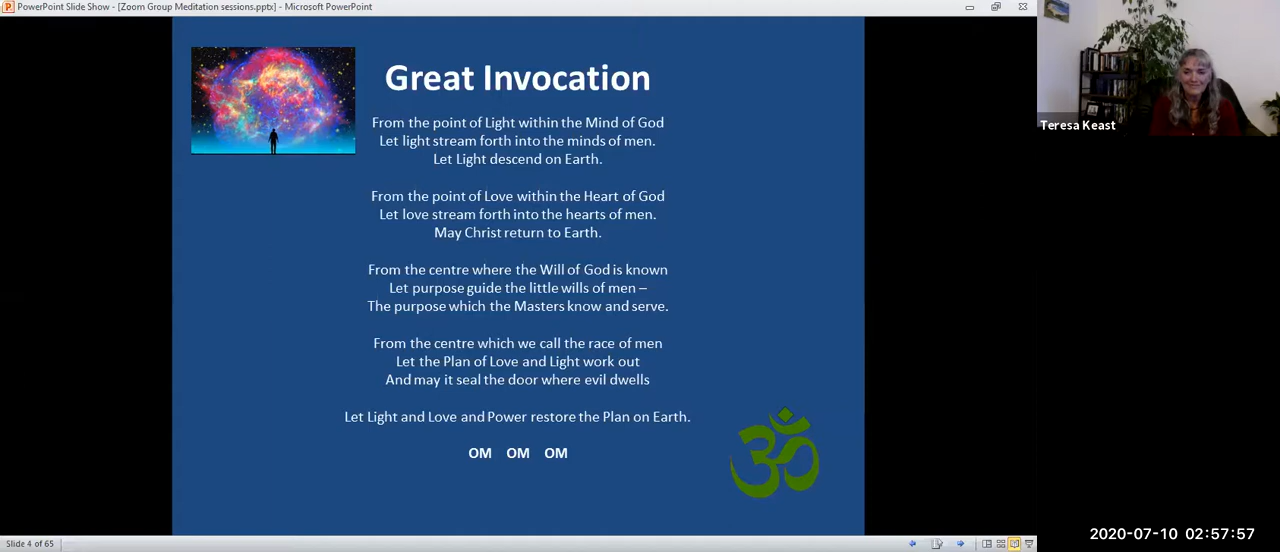 PowerPoint Slide Show - [Zoom Group Meditation sessions.pptx] - Microsoft PowerPoint
Great Invocation
From the point of Light within the Mind of God
Let light stream forth into the minds of men.
Let Light descend on Earth.
From the point of Love within the Heart of God
Let love stream forth into the hearts of men.
May Christ return to Earth.
From the centre where the Will of God is known
Let purpose guide the little wills of men –
The purpose which the Masters know and serve.
From the centre which we call the race of men
Let the Plan of Love and Light work out
And may it seal the door where evil dwells
Let Light and Love and Power restore the Plan on Earth.
OM OM OM
ॐ
Teresa Keast
Slide 4 of 65
2020-07-10 02:57:57